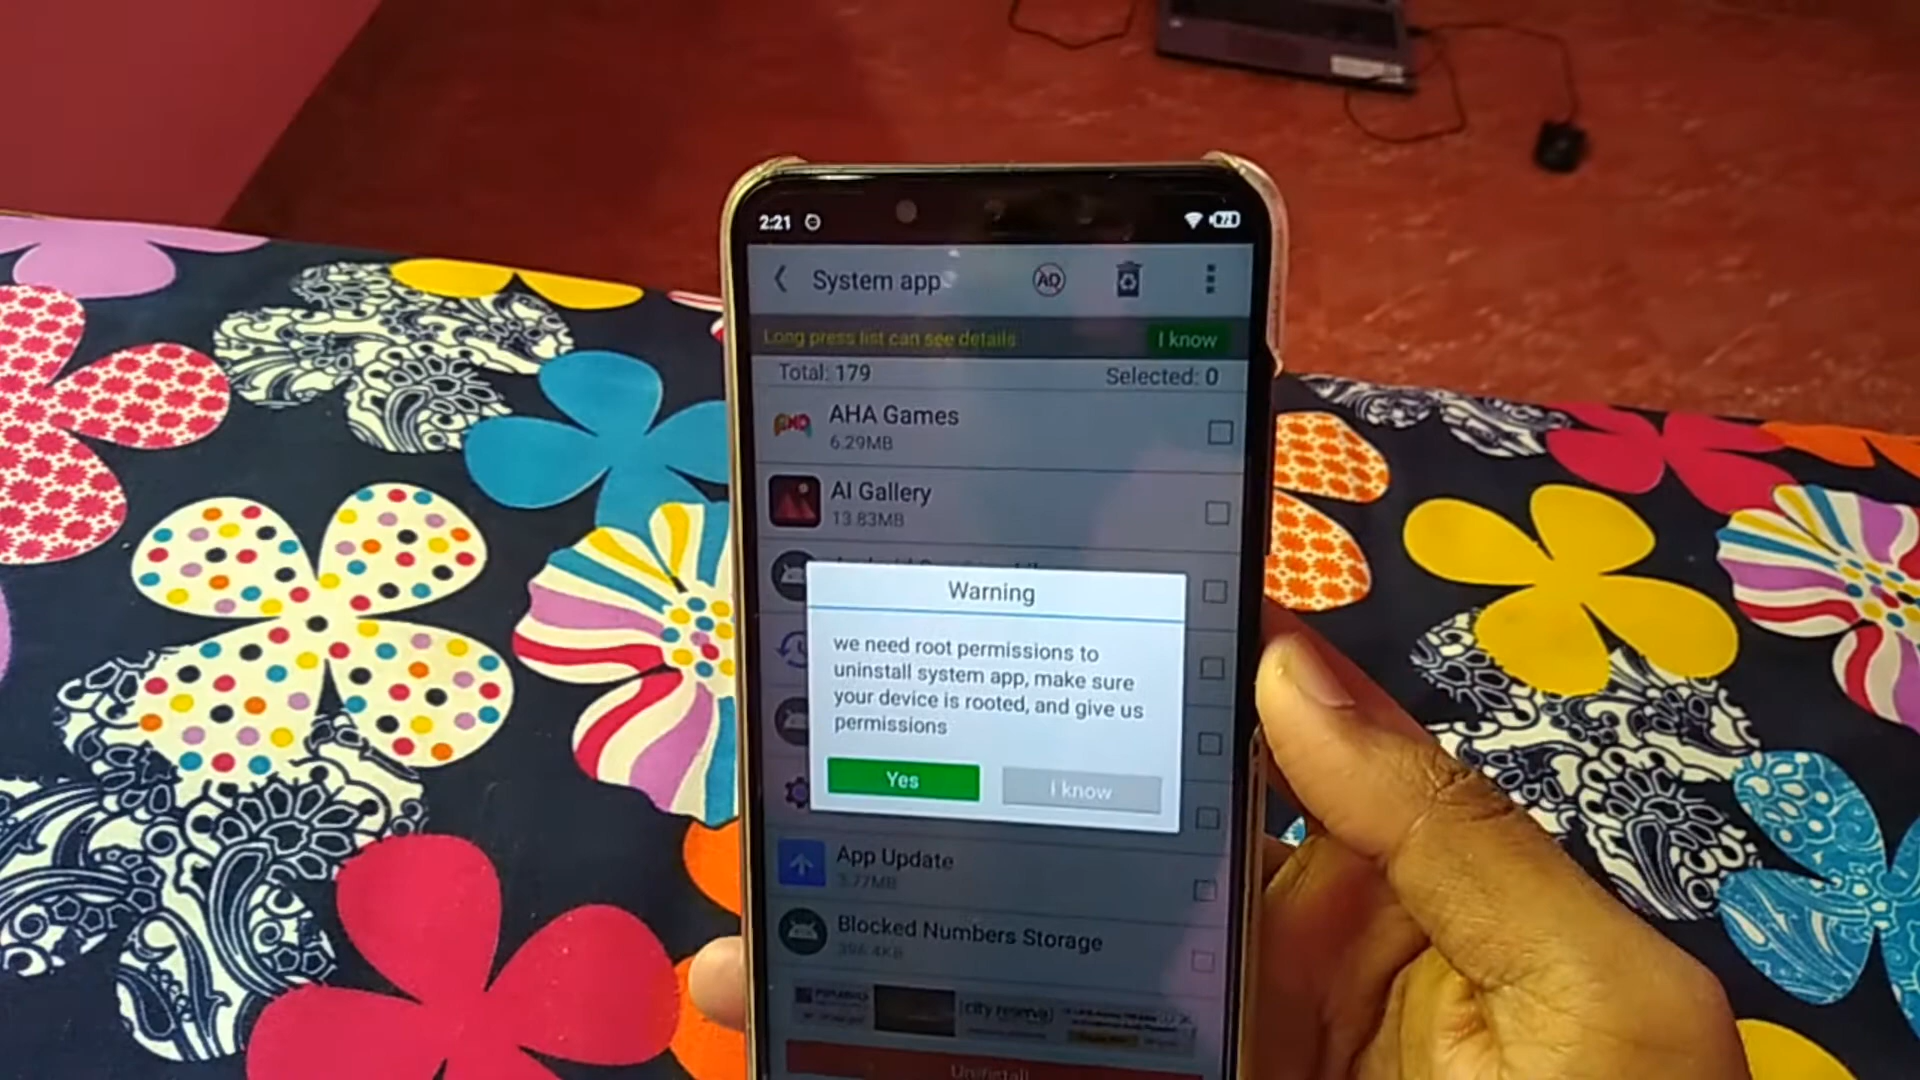 2:21
System app
AD
Long press list can see details
I know
Total: 179
Selected: 0
AHA Games
6.29MB
AI Gallery
13.83MB
Warning
we need root permissions to
uninstall system app, make sure
your device is rooted, and give us
permissions
Yes
I know
App Update
3.77MB
Blocked Numbers Storage
396.4KB
Uninstall